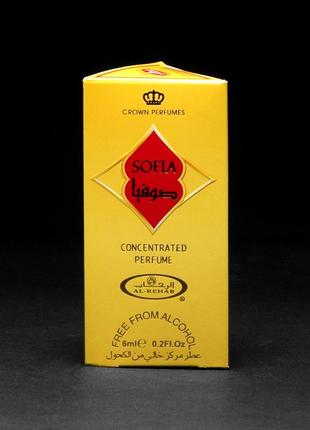 CROWN PERFUMES
SOFIA
صوفيا
CONCENTRATED
PERFUME
الرحاب
AL-REHAB
®
FREE FROM ALCOHOL
6ml ℮ 0.2Fl.Oz
عطر مركز خالي من الكحول